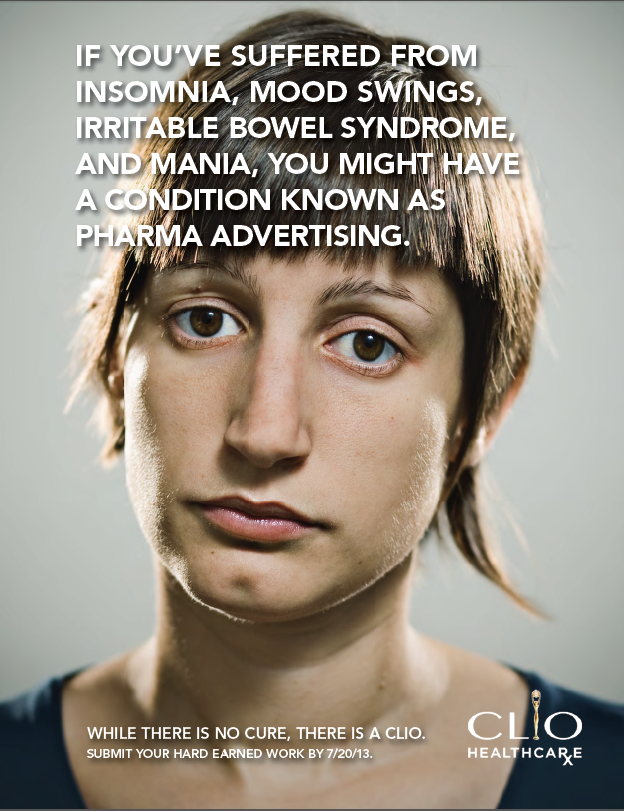 IF YOU'VE SUFFERED FROM
INSOMNIA, MOOD SWINGS,
IRRITABLE BOWEL SYNDROME,
AND MANIA, YOU MIGHT HAVE
A CONDITION KNOWN AS
PHARMA ADVERTISING.
WHILE THERE IS NO CURE, THERE IS A CLIO.
SUBMIT YOUR HARD EARNED WORK BY 7/20/13.
CLIO
HEALTHCARE